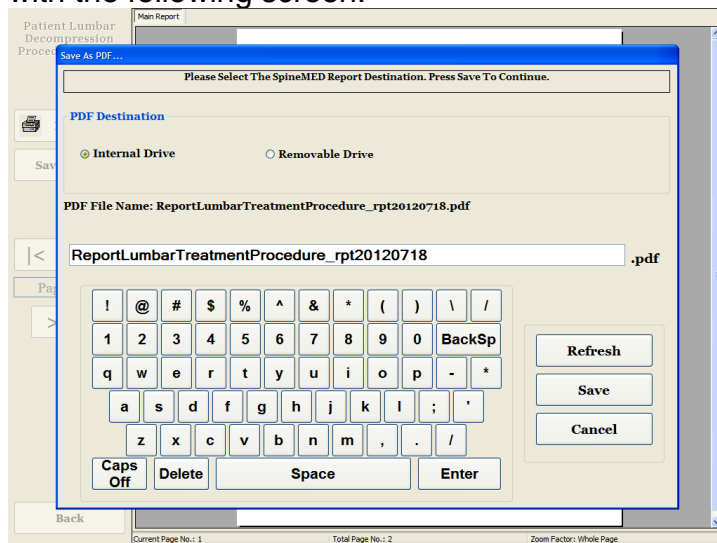 with the following screen.
Main Report
Patient Lumbar
Decompression
Save As PDF...
Please Select The SpineMED Report Destination. Press Save To Continue.
PDF Destination
Internal Drive
Removable Drive
PDF File Name: ReportLumbarTreatmentProcedure_rpt20120718.pdf
ReportLumbarTreatmentProcedure_rpt20120718 .pdf
|<
>
! @ # $ % ^ & * ( ) \ /
1 2 3 4 5 6 7 8 9 0 BackSp
q w e r t y u i o p - *
a s d f g h j k l ; '
z x c v b n m , . /
Caps Off Delete Space Enter
Refresh
Save
Cancel
Back
Current Page No.: 1 Total Page No.: 2 Zoom Factor: Whole Page